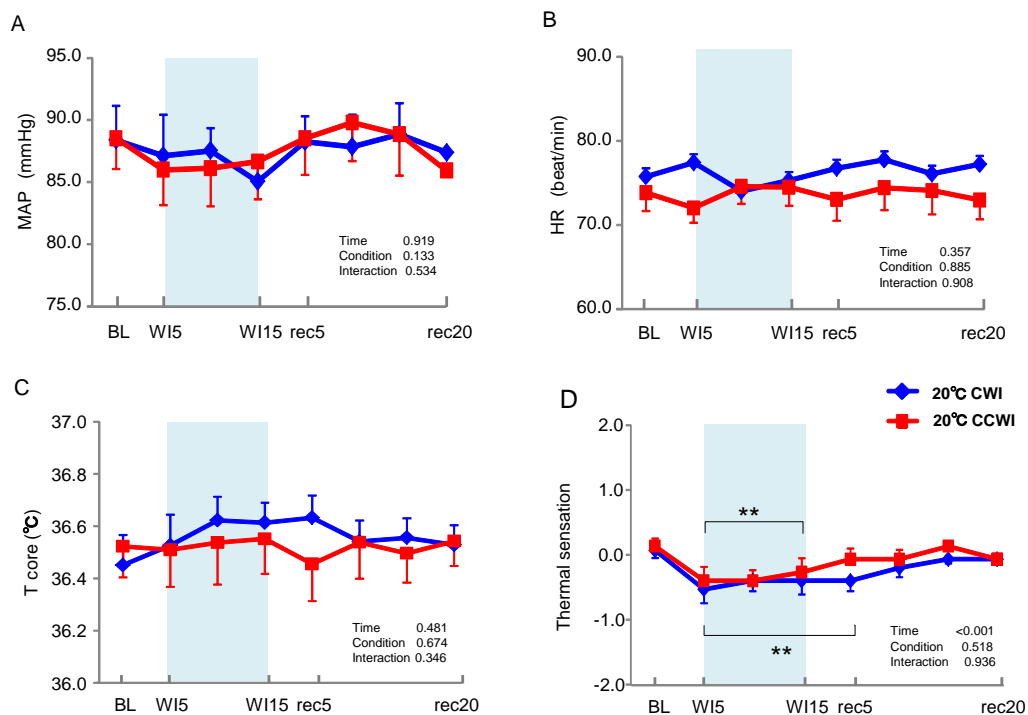 A
MAP (mmHg)
95.0
90.0
85.0
80.0
75.0
Time 0.919
Condition 0.133
Interaction 0.534
BL WI5 WI15 rec5 rec20
B
HR (beat/min)
90.0
80.0
70.0
60.0
Time 0.357
Condition 0.885
Interaction 0.908
BL WI5 WI15 rec5 rec20
C
T core (℃)
37.0
36.8
36.6
36.4
36.2
36.0
Time 0.481
Condition 0.674
Interaction 0.346
BL WI5 WI15 rec5 rec20
D
20℃ CWI
20℃ CCWI
Thermal sensation
2.0
1.0
0.0
-1.0
-2.0
**
**
Time <0.001
Condition 0.518
Interaction 0.936
BL WI5 WI15 rec5 rec20